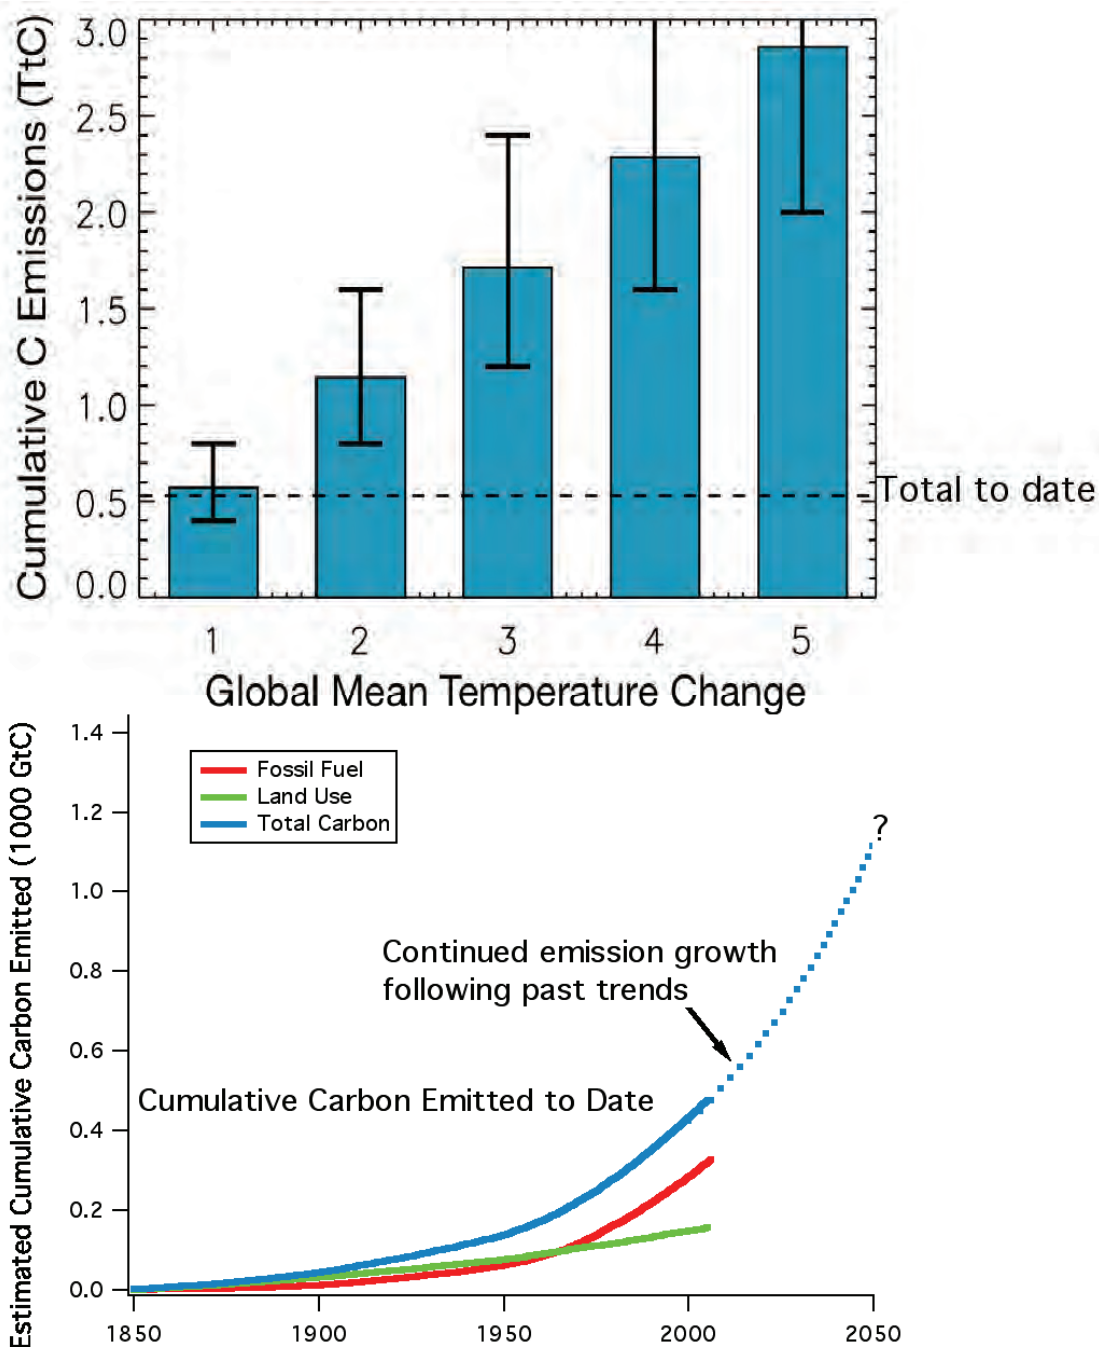 Cumulative C Emissions (TtC)
3.0
2.5
2.0
1.5
1.0
0.5
0.0
Total to date
1 2 3 4 5
Global Mean Temperature Change
Estimated Cumulative Carbon Emitted (1000 GtC)
1.4
1.2
1.0
0.8
0.6
0.4
0.2
0.0
Fossil Fuel
Land Use
Total Carbon
?
Continued emission growth
following past trends
Cumulative Carbon Emitted to Date
1850 1900 1950 2000 2050